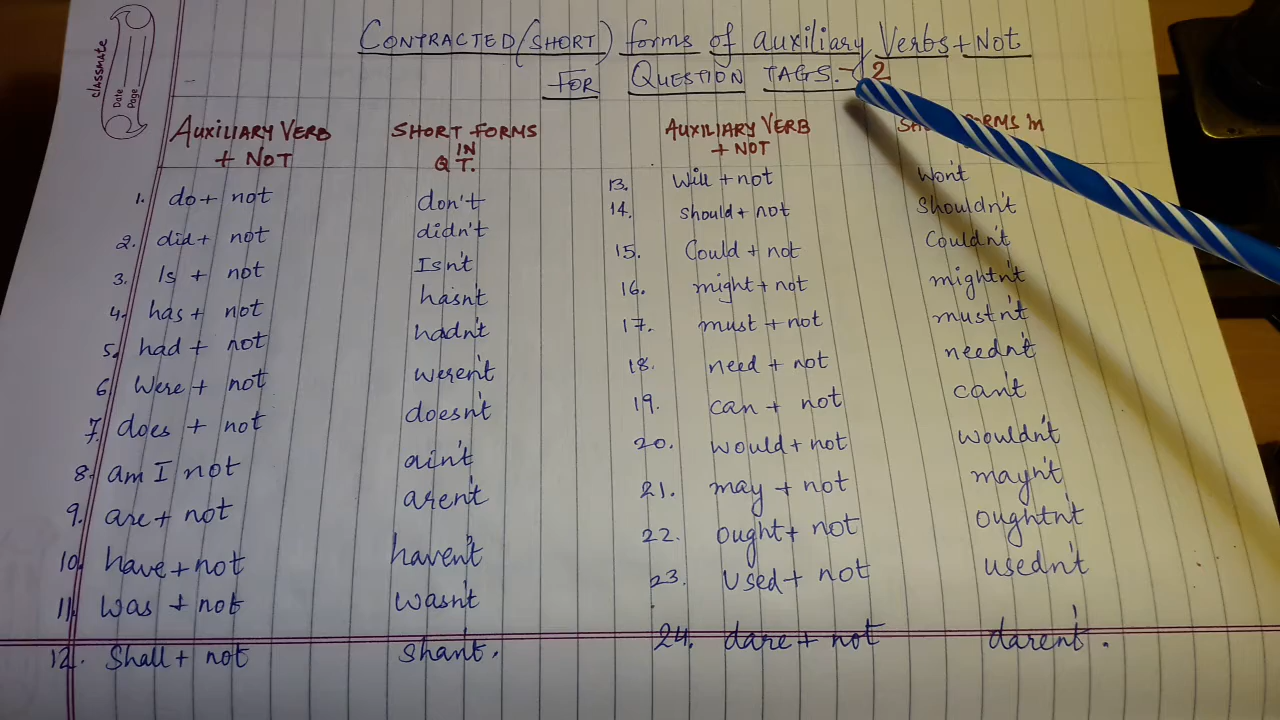 classmate
Date
Page
CONTRACTED (SHORT) forms of auxiliary Verbs + Not
FOR QUESTION TAGS. - 2
AUXILIARY VERB + NOT
SHORT FORMS IN Q T.
1. do + not don't
2. did + not didn't
3. Is + not Isn't
4. has + not hasn't
5. had + not hadn't
6. Were + not weren't
7. does + not doesn't
8. am I not ain't
9. are + not aren't
10. have + not haven't
11. was + not wasn't
12. Shall + not shan't.
AUXILIARY VERB + NOT
13. Will + not won't
14. should + not shouldn't
15. Could + not Couldn't
16. might + not mightn't
17. must + not mustn't
18. need + not needn't
19. can + not can't
20. would + not wouldn't
21. may + not mayn't
22. ought + not oughtn't
23. Used + not usedn't
24. dare + not daren't.